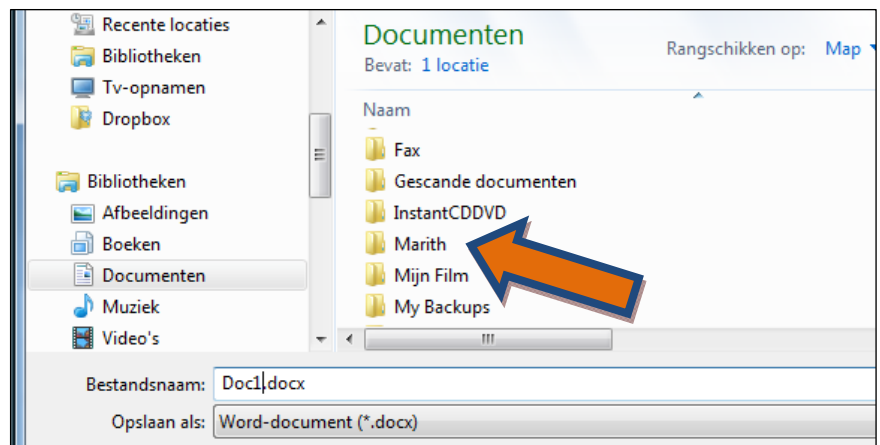 Recente locaties
Bibliotheken
Tv-opnamen
Dropbox
Bibliotheken
Afbeeldingen
Boeken
Documenten
Muziek
Video's
Documenten
Bevat: 1 locatie
Rangschikken op: Map
Naam
Fax
Gescande documenten
InstantCDDVD
Marith
Mijn Film
My Backups
Bestandsnaam: Doc1.docx
Opslaan als: Word-document (*.docx)